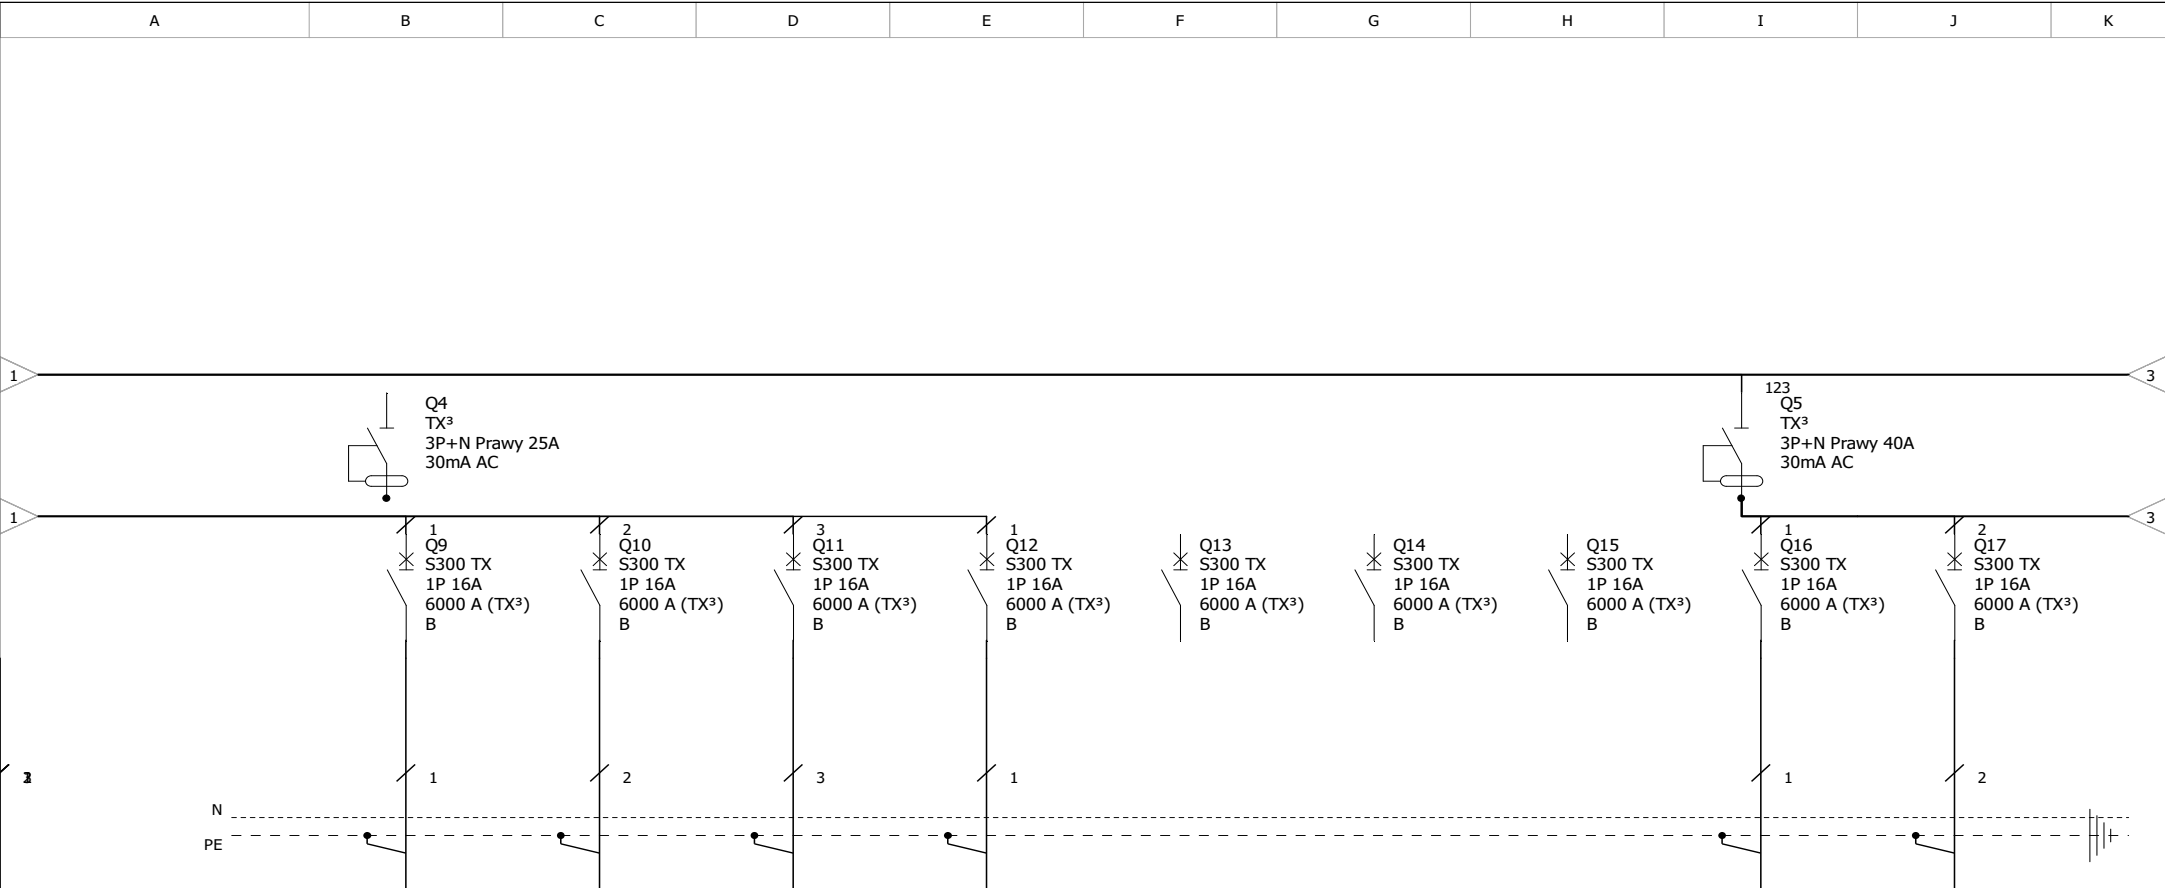 A B C D E F G H I J K
1
3
Q4
TX³
3P+N Prawy 25A
30mA AC
123
Q5
TX³
3P+N Prawy 40A
30mA AC
1
3
1
Q9
S300 TX
1P 16A
6000 A (TX³)
B
2
Q10
S300 TX
1P 16A
6000 A (TX³)
B
3
Q11
S300 TX
1P 16A
6000 A (TX³)
B
1
Q12
S300 TX
1P 16A
6000 A (TX³)
B
Q13
S300 TX
1P 16A
6000 A (TX³)
B
Q14
S300 TX
1P 16A
6000 A (TX³)
B
Q15
S300 TX
1P 16A
6000 A (TX³)
B
1
Q16
S300 TX
1P 16A
6000 A (TX³)
B
2
Q17
S300 TX
1P 16A
6000 A (TX³)
B
1 2 3 1 1 2
N
PE